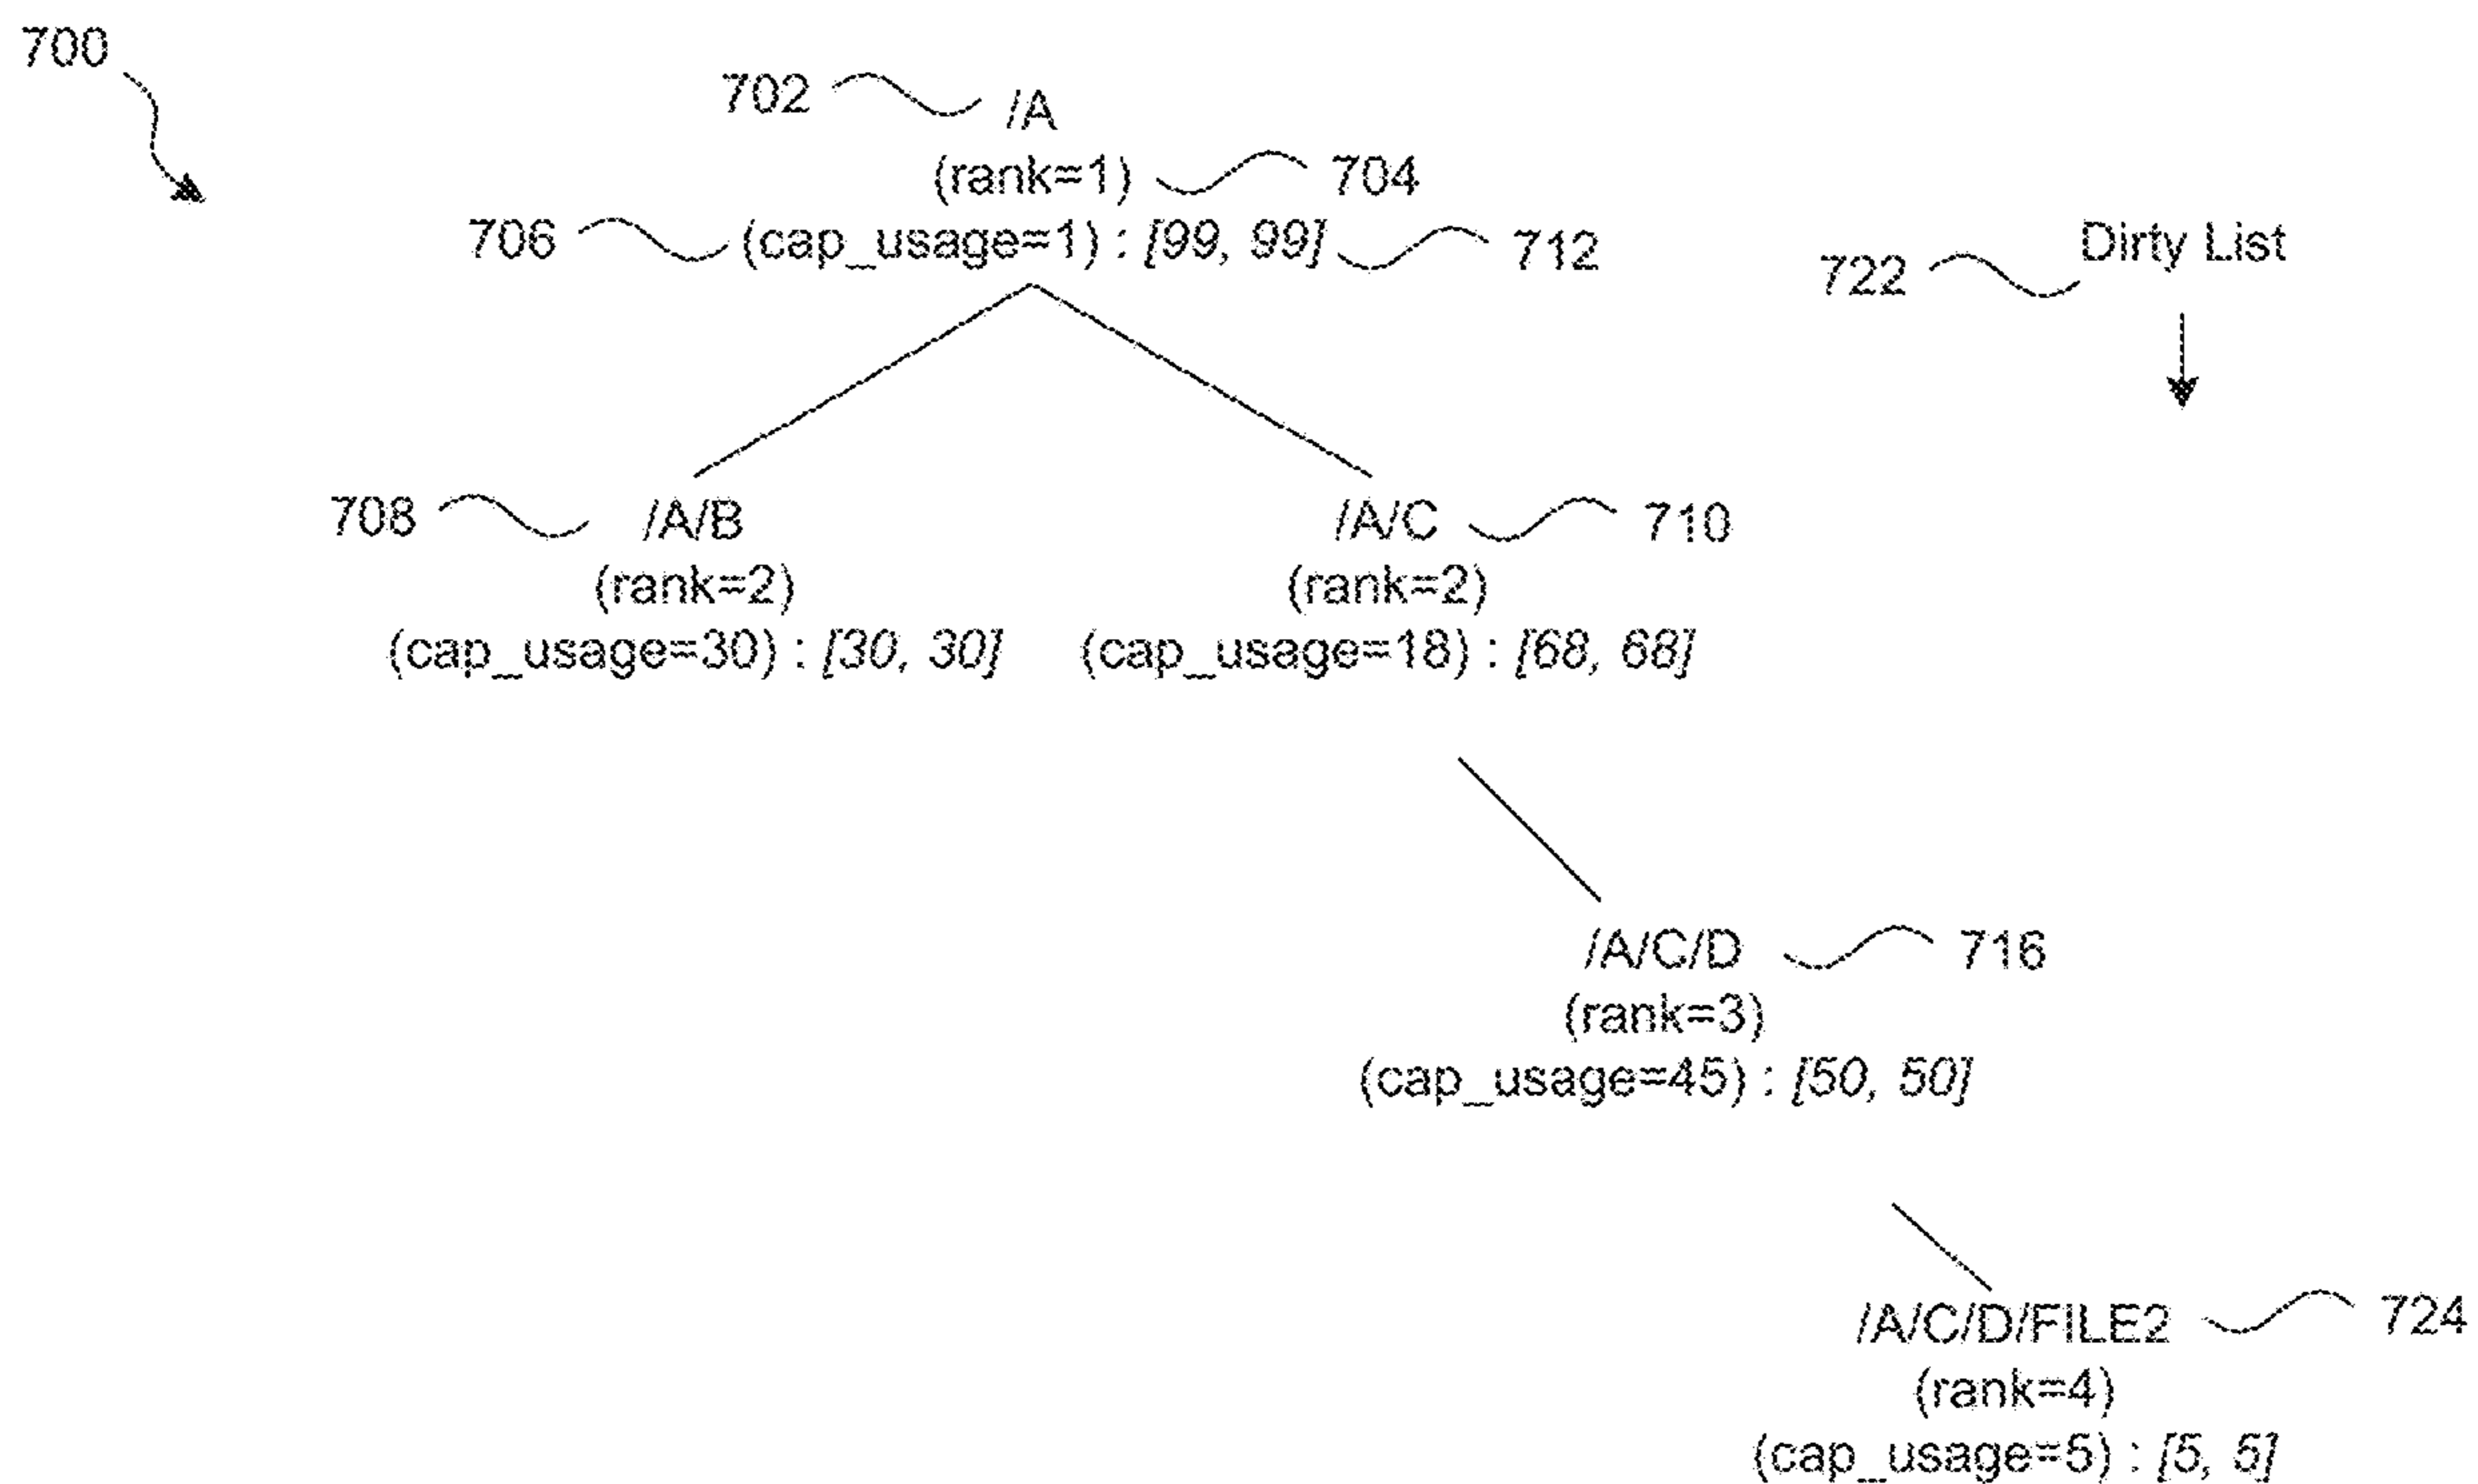 700
702 /A
(rank=1) 704
706 (cap_usage=1) : [99, 99] 712
722 Dirty List
708 /A/B
(rank=2)
(cap_usage=30) : [30, 30]
/A/C 710
(rank=2)
(cap_usage=18) : [68, 68]
/A/C/D 716
(rank=3)
(cap_usage=45) : [50, 50]
/A/C/D/FILE2 724
(rank=4)
(cap_usage=5) : [5, 5]